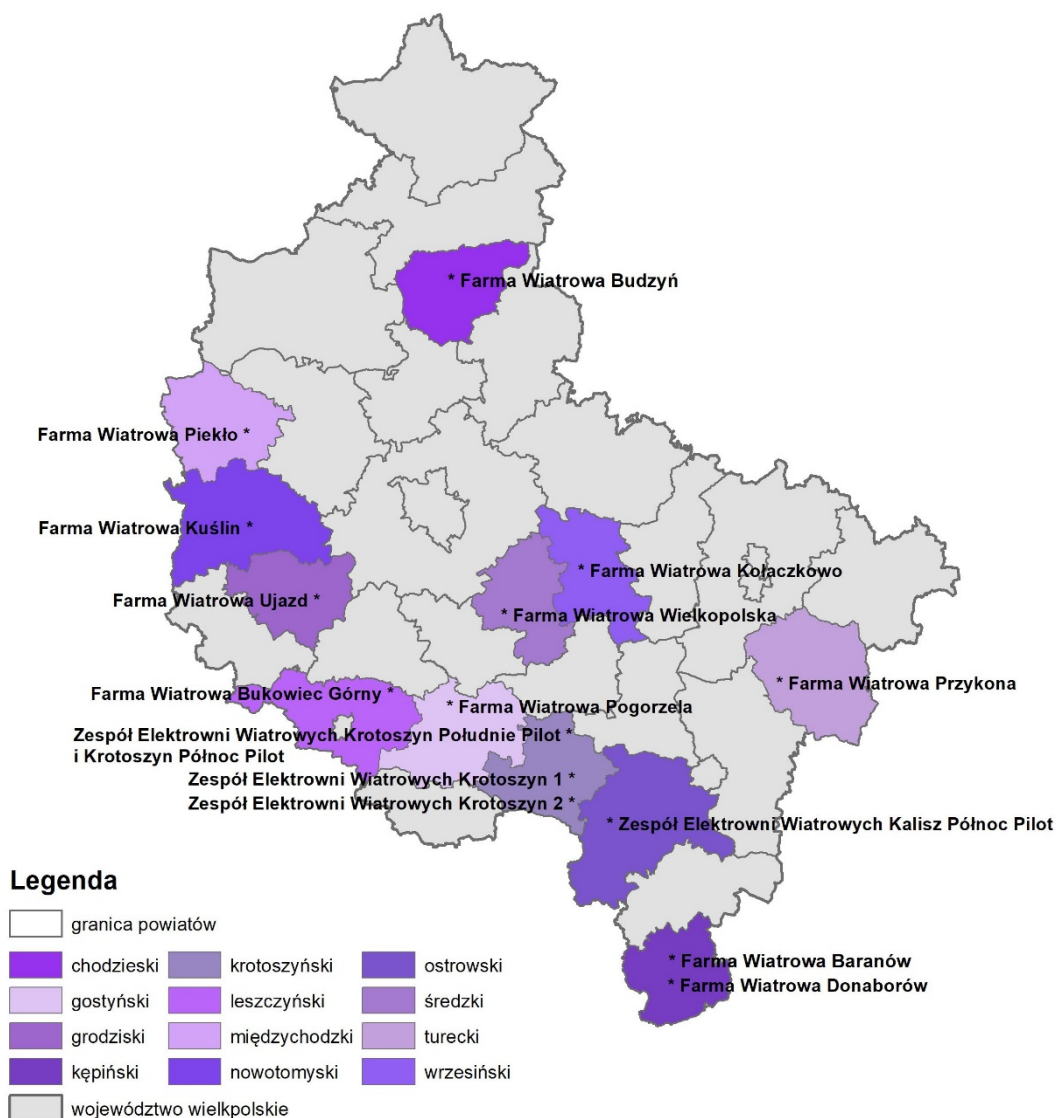 * Farma Wiatrowa Budzyń
Farma Wiatrowa Piekło *
Farma Wiatrowa Kuślin *
* Farma Wiatrowa Kołaczkowo
Farma Wiatrowa Ujazd *
* Farma Wiatrowa Wielkopolska
* Farma Wiatrowa Przykona
Farma Wiatrowa Bukowiec Górny *
* Farma Wiatrowa Pogorzela
Zespół Elektrowni Wiatrowych Krotoszyn Południe Pilot *
i Krotoszyn Północ Pilot
Zespół Elektrowni Wiatrowych Krotoszyn 1 *
Zespół Elektrowni Wiatrowych Krotoszyn 2 *
* Zespół Elektrowni Wiatrowych Kalisz Północ Pilot
* Farma Wiatrowa Baranów
* Farma Wiatrowa Donaborów
Legenda
granica powiatów
chodzieski
krotoszyński
ostrowski
gostyński
leszczyński
średzki
grodziski
międzychodzki
turecki
kępiński
nowotomyski
wrzesiński
województwo wielkpolskie